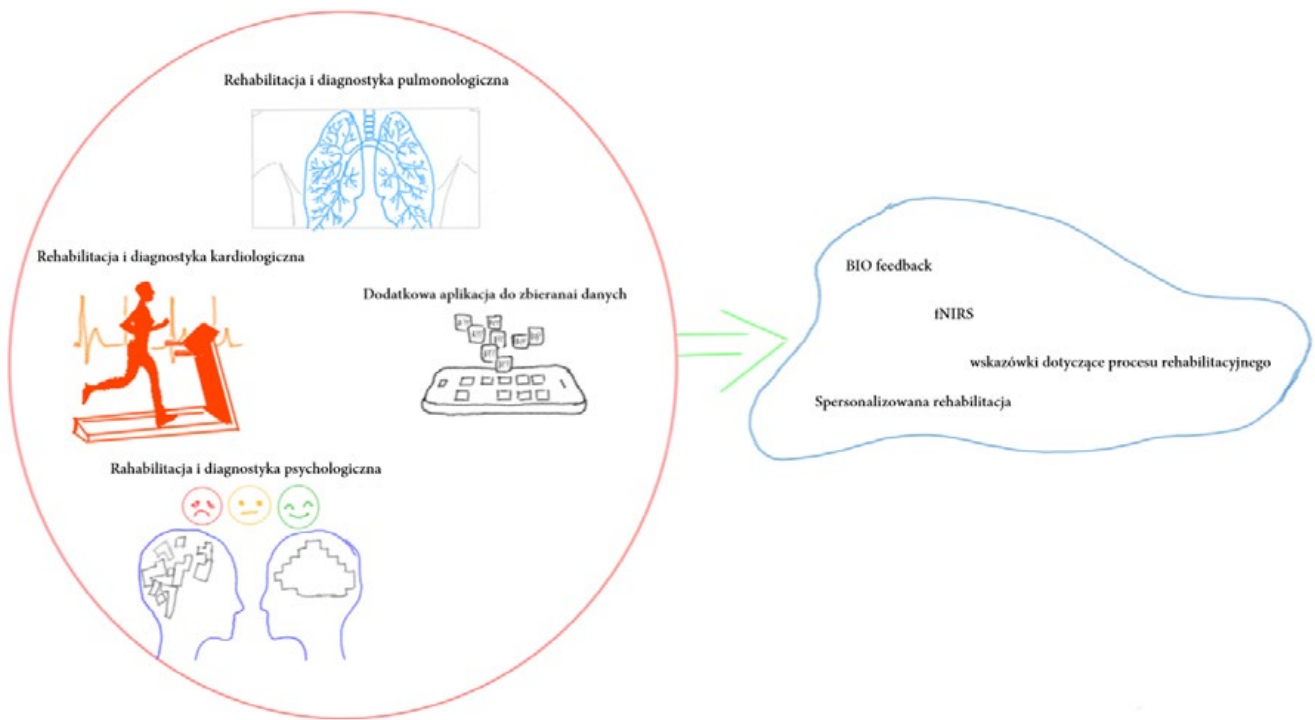 Rehabilitacja i diagnostyka pulmonologiczna
Rehabilitacja i diagnostyka kardiologiczna
Dodatkowa aplikacja do zbieranai danych
Rahabilitacja i diagnostyka psychologiczna
BIO feedback
fNIRS
wskazówki dotyczące procesu rehabilitacyjnego
Spersonalizowana rehabilitacja